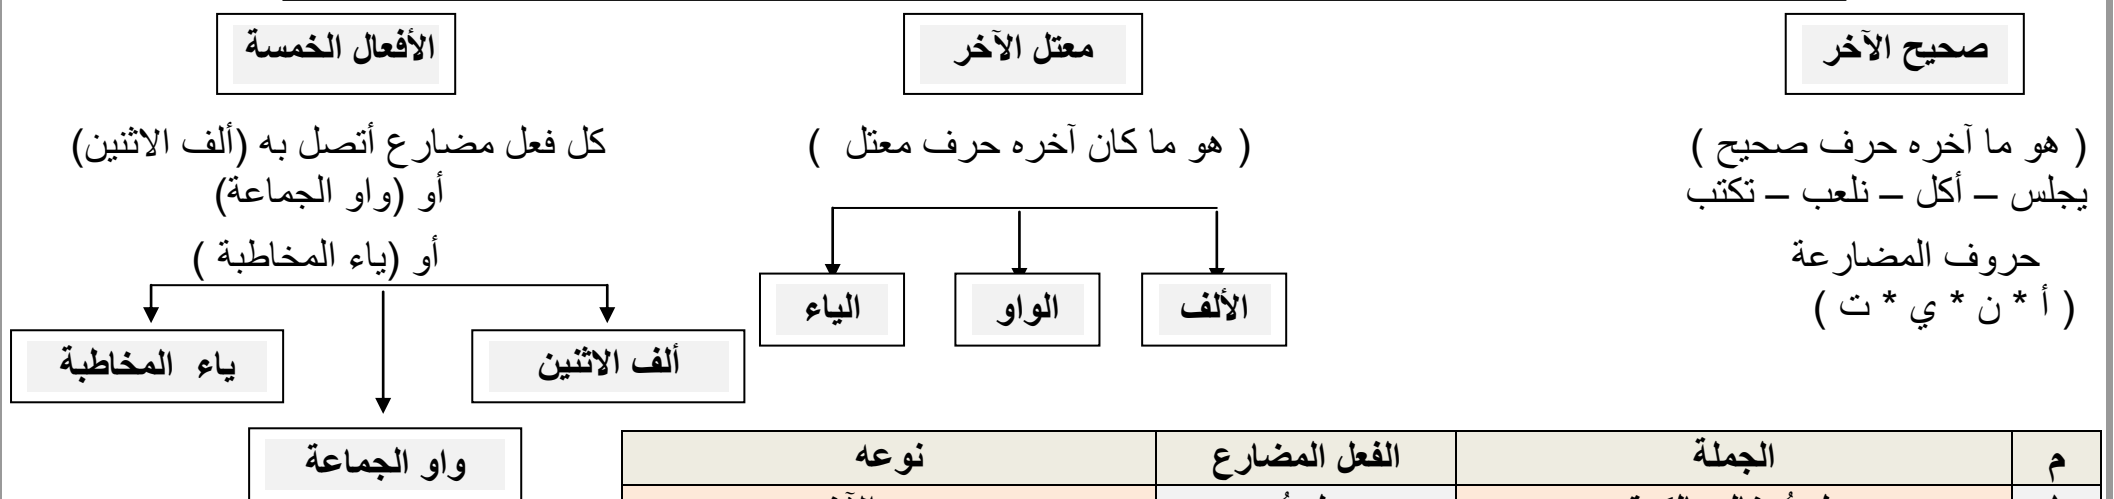 صحيح الآخر
( هو ما آخره حرف صحيح )
يجلس – أكل – نلعب – تكتب
حروف المضارعة
( أ * ن * ي * ت )
معتل الآخر
( هو ما كان آخره حرف معتل )
الألف
الواو
الياء
الأفعال الخمسة
كل فعل مضارع أتصل به (ألف الاثنين)
أو (واو الجماعة)
أو (ياء المخاطبة )
ألف الاثنين
واو الجماعة
ياء المخاطبة
م الجملة الفعل المضارع نوعه